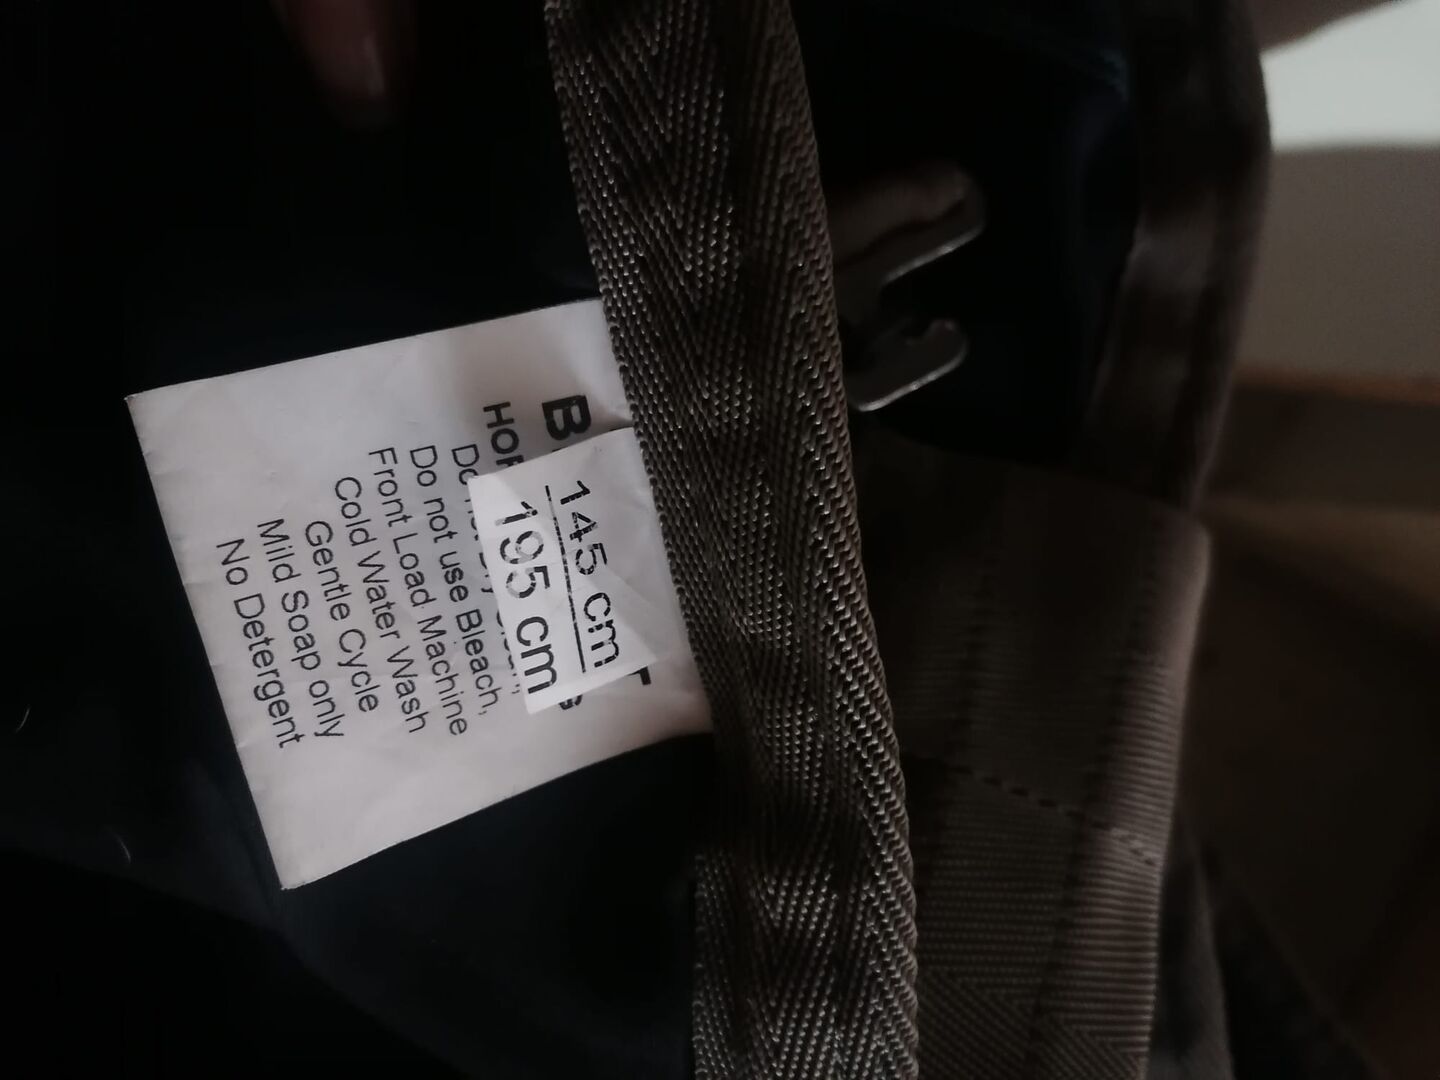 145 cm
195 cm
B
HOR
Do not use Bleach,
Front Load Machine
Cold Water Wash
Gentle Cycle
Mild Soap only
No Detergent